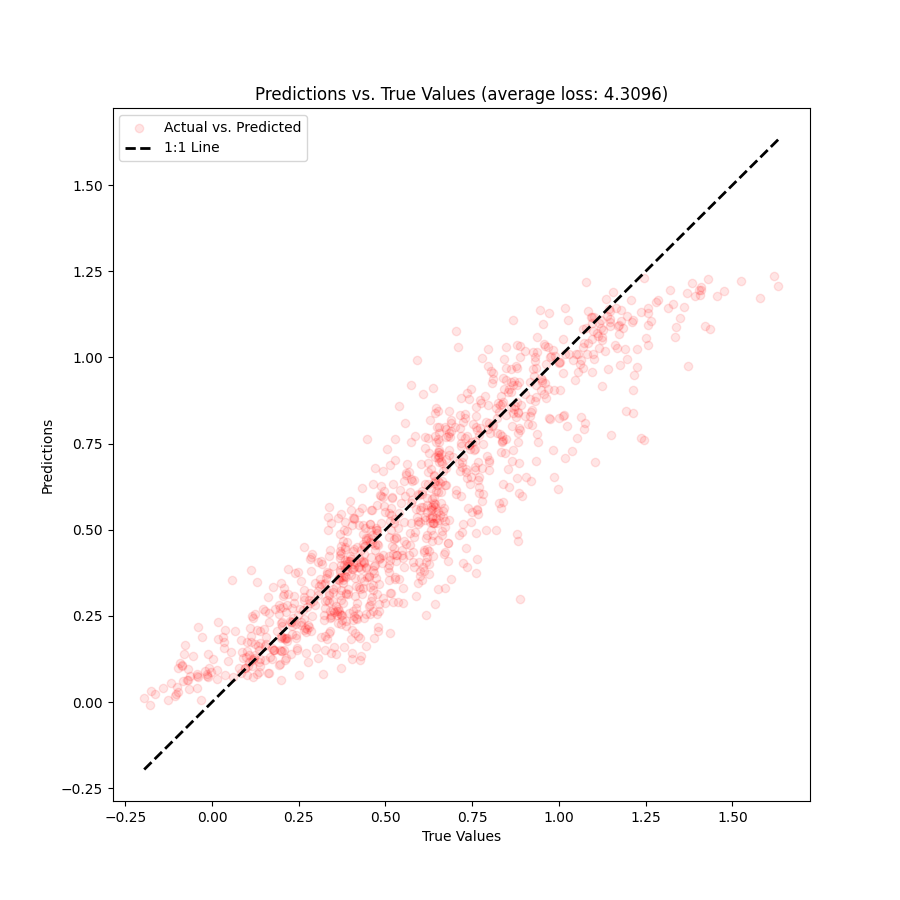 Predictions vs. True Values (average loss: 4.3096)
Actual vs. Predicted
1:1 Line
1.50
1.25
1.00
0.75
0.50
0.25
0.00
−0.25
Predictions
−0.25 0.00 0.25 0.50 0.75 1.00 1.25 1.50
True Values